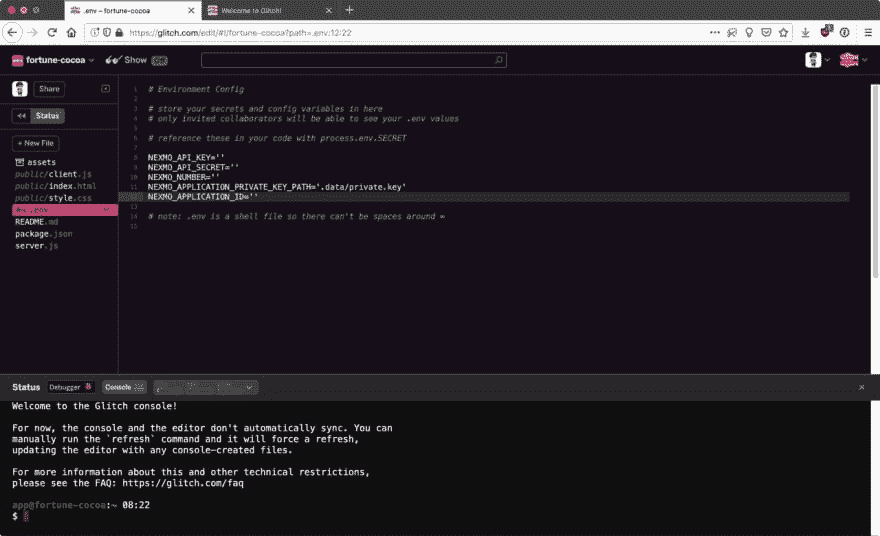 .env – fortune-cocoa
Welcome to Glitch!
https://glitch.com/edit/#!/fortune-cocoa?path=.env:12:22
fortune-cocoa
Show
Share
Status
+ New File
assets
public/client.js
public/index.html
public/style.css
.env
README.md
package.json
server.js
1 # Environment Config
2
3 # store your secrets and config variables in here
4 # only invited collaborators will be able to see your .env values
5
6 # reference these in your code with process.env.SECRET
7
8 NEXMO_API_KEY=''
9 NEXMO_API_SECRET=''
10 NEXMO_NUMBER=''
11 NEXMO_APPLICATION_PRIVATE_KEY_PATH='.data/private.key'
12 NEXMO_APPLICATION_ID=''
13
14 # note: .env is a shell file so there can't be spaces around =
15
Status
Debugger
Console
Welcome to the Glitch console!
For now, the console and the editor don't automatically sync. You can
manually run the `refresh` command and it will force a refresh,
updating the editor with any console-created files.
For more information about this and other technical restrictions,
please see the FAQ: https://glitch.com/faq
app@fortune-cocoa:~ 08:22
$